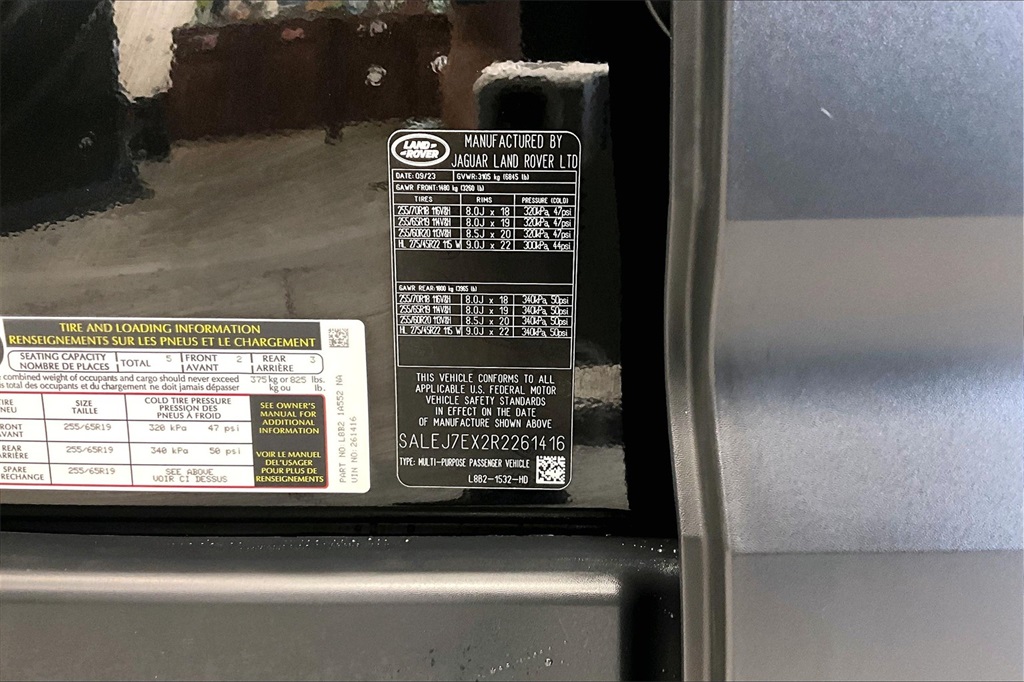 LAND ROVER
MANUFACTURED BY
JAGUAR LAND ROVER LTD
DATE: 09/23 GVWR: 3105 kg (6845 lb)
GAWR FRONT: 1480 kg (3260 lb)
TIRES RIMS PRESSURE (COLD)
255/70R18 116V&H 8.0J x 18 320kPa, 47psi
255/65R19 114V&H 8.0J x 19 320kPa, 47psi
255/60R20 113V&H 8.5J x 20 320kPa, 47psi
HL 275/45R22 115 W 9.0J x 22 300kPa, 44psi
GAWR REAR: 1800 kg (3965 lb)
255/70R18 116V&H 8.0J x 18 340kPa, 50psi
255/65R19 114V&H 8.0J x 19 340kPa, 50psi
255/60R20 113V&H 8.5J x 20 340kPa, 50psi
HL 275/45R22 115 W 9.0J x 22 340kPa, 50psi
THIS VEHICLE CONFORMS TO ALL
APPLICABLE U.S. FEDERAL MOTOR
VEHICLE SAFETY STANDARDS
IN EFFECT ON THE DATE
OF MANUFACTURE SHOWN ABOVE
SALEJ7EX2R2261416
TYPE: MULTI-PURPOSE PASSENGER VEHICLE
L8B2-1532-HD
TIRE AND LOADING INFORMATION
RENSEIGNEMENTS SUR LES PNEUS ET LE CHARGEMENT
SEATING CAPACITY TOTAL 5 FRONT 2 REAR 3
NOMBRE DE PLACES AVANT ARRIÈRE
combined weight of occupants and cargo should never exceed 375 kg or 825 lbs.
total des occupants et du chargement ne doit jamais dépasser kg ou lb.
SIZE COLD TIRE PRESSURE
TAILLE PRESSION DES
PNEUS À FROID
255/65R19 320 kPa 47 psi
REAR 255/65R19 340 kPa 50 psi
SPARE 255/65R19 SEE ABOVE
VOIR CI DESSUS
SEE OWNER'S
MANUAL FOR
ADDITIONAL
INFORMATION
VOIR LE MANUEL
DEL'USAGER
POUR PLUS DE
RENSEIGNEMENTS
PART NO L8B2 1A552 NA
VIN NO: 261416